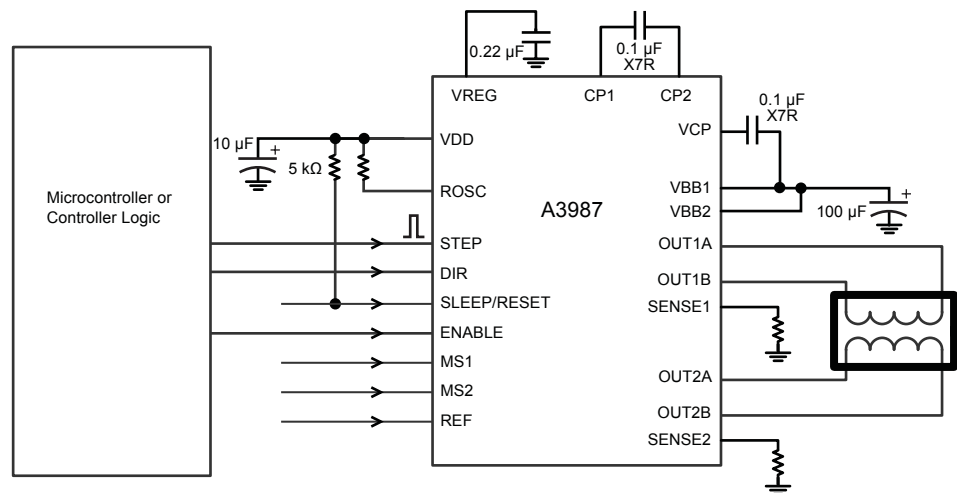 0.22 µF
0.1 µF
X7R
VREG
CP1
CP2
0.1 µF
X7R
VCP
10 µF
+
VDD
5 kΩ
ROSC
Microcontroller or
Controller Logic
A3987
VBB1
VBB2
+
100 µF
STEP
OUT1A
DIR
OUT1B
SLEEP/RESET
SENSE1
ENABLE
MS1
OUT2A
MS2
OUT2B
REF
SENSE2